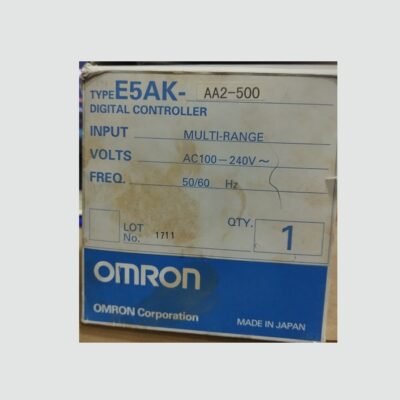 TYPE E5AK- AA2-500
DIGITAL CONTROLLER
INPUT MULTI-RANGE
VOLTS AC100-240V~
FREQ. 50/60 Hz
LOT No. 1711 QTY. 1
OMRON
OMRON Corporation
MADE IN JAPAN